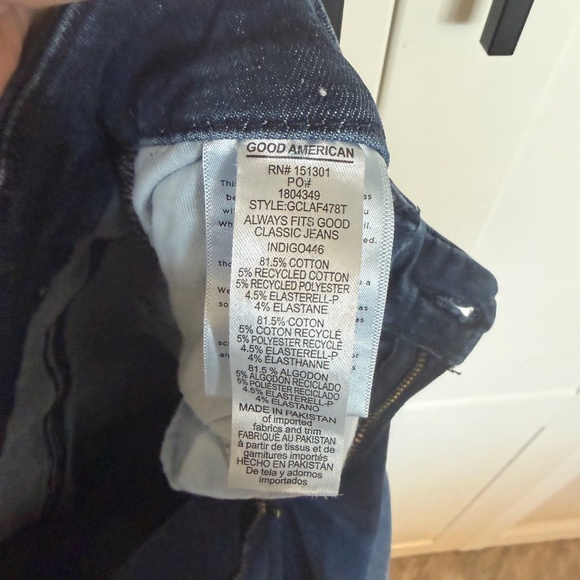 GOOD AMERICAN
RN# 151301
PO#
1804349
STYLE:GCLAF478T
ALWAYS FITS GOOD
CLASSIC JEANS
INDIGO446
81.5% COTTON
5% RECYCLED COTTON
5% RECYCLED POLYESTER
4.5% ELASTERELL-P
4% ELASTANE
81.5% COTON
5% COTON RECYCLÉ
5% POLYESTER RECYCLÉ
4.5% ELASTERELL-P
4% ELASTHANNE
81.5% ALGODON
5% ALGODÓN RECICLADO
5% POLIÉSTER RECICLADO
4.5% ELASTERELL-P
4% ELASTANO
MADE IN PAKISTAN
of imported
fabrics and trim
FABRIQUÉ AU PAKISTAN
à partir de tissus et de
garnitures importés
HECHO EN PAKISTÁN
De tela y adornos
importados